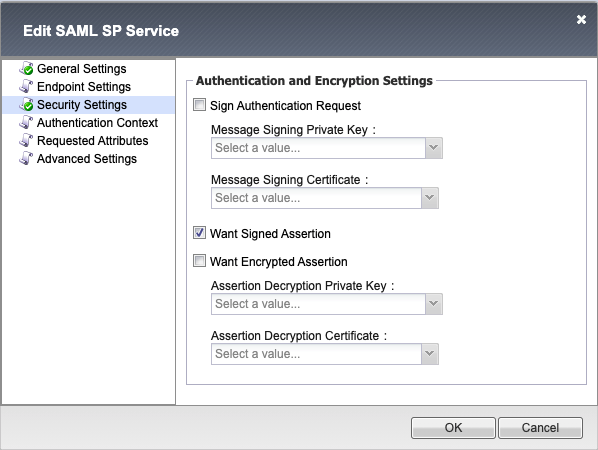 Edit SAML SP Service
General Settings
Endpoint Settings
Security Settings
Authentication Context
Requested Attributes
Advanced Settings
Authentication and Encryption Settings
Sign Authentication Request
Message Signing Private Key :
Select a value...
Message Signing Certificate :
Select a value...
Want Signed Assertion
Want Encrypted Assertion
Assertion Decryption Private Key :
Select a value...
Assertion Decryption Certificate :
Select a value...
OK Cancel